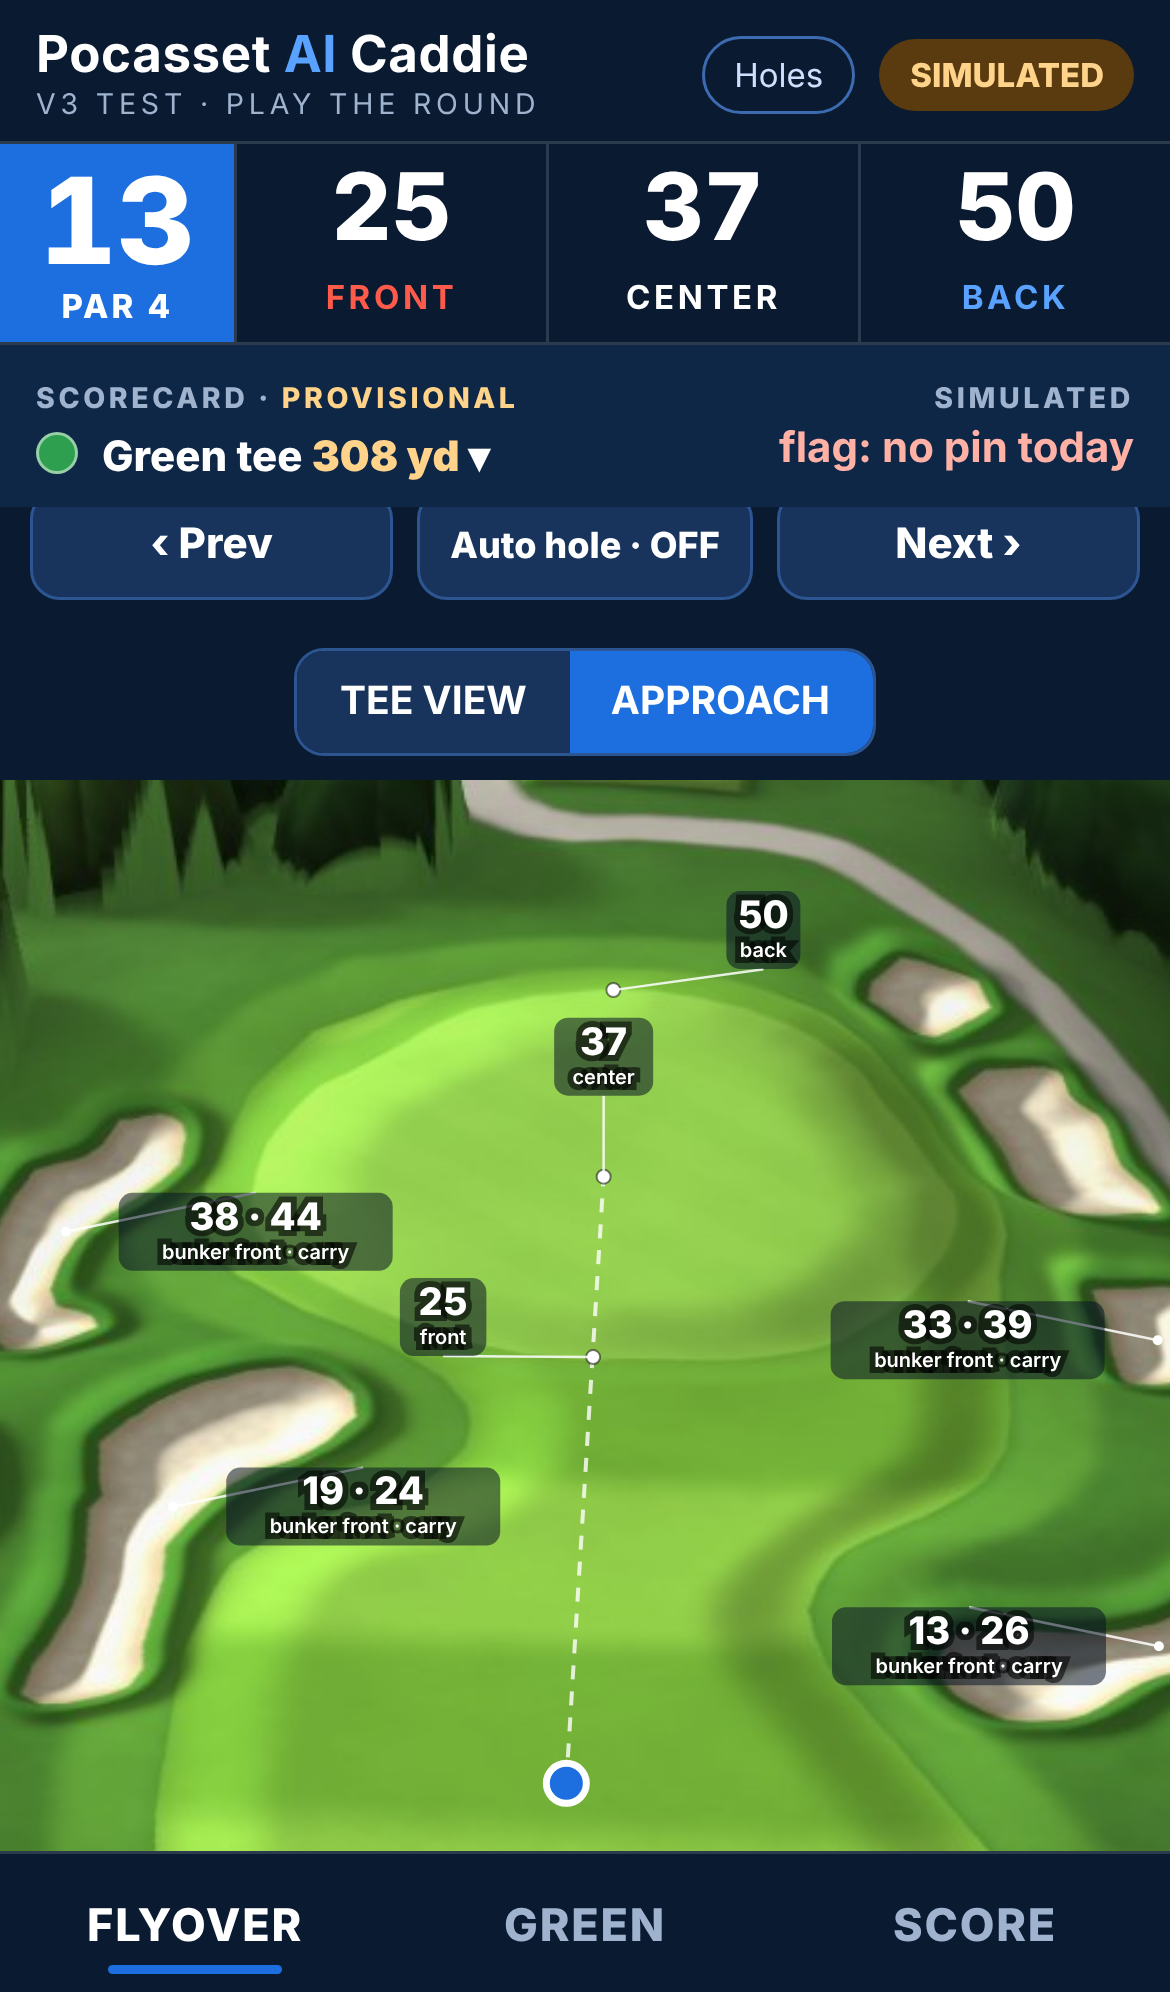 Pocasset AI Caddie
V3 TEST · PLAY THE ROUND
Holes
SIMULATED
13
PAR 4
25
FRONT
37
CENTER
50
BACK
SCORECARD · PROVISIONAL
Green tee 308 yd ▾
SIMULATED
flag: no pin today
‹ Prev
Auto hole · OFF
Next ›
TEE VIEW
APPROACH
50
back
37
center
38 · 44
bunker front · carry
25
front
33 · 39
bunker front · carry
19 · 24
bunker front · carry
13 · 26
bunker front · carry
FLYOVER
GREEN
SCORE